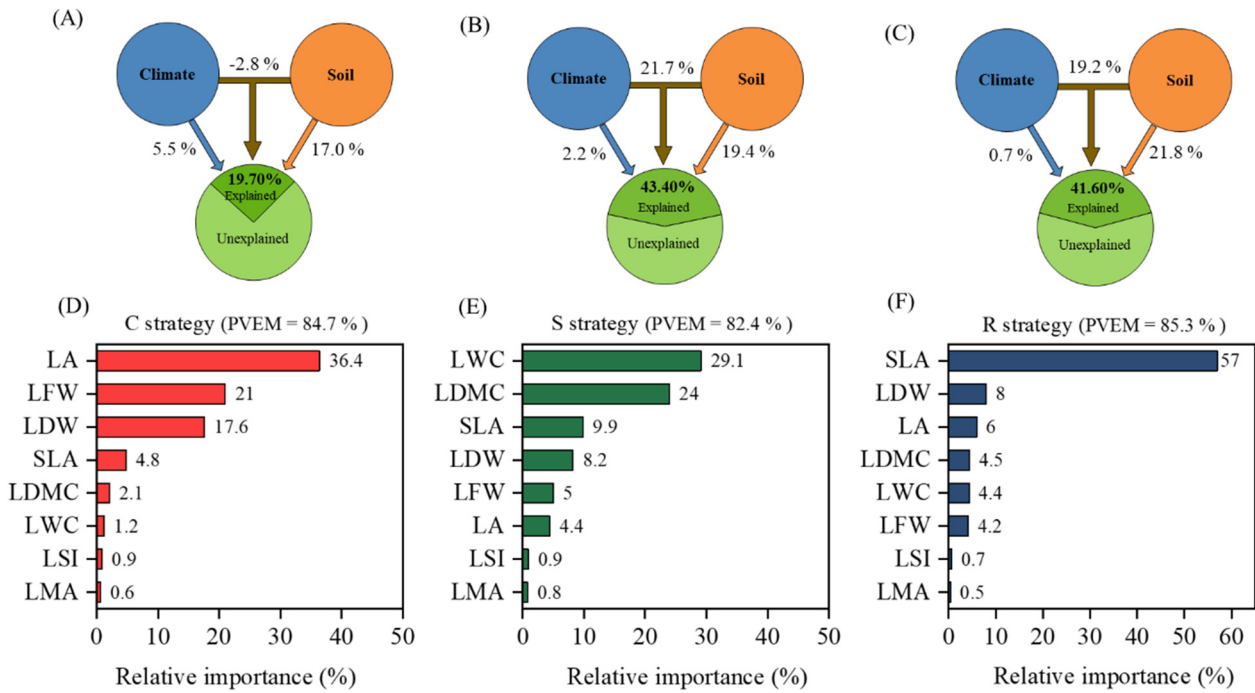 (A)
Climate
-2.8 %
Soil
5.5 %
17.0 %
19.70%
Explained
Unexplained
(B)
Climate
21.7 %
Soil
2.2 %
19.4 %
43.40%
Explained
Unexplained
(C)
Climate
19.2 %
Soil
0.7 %
21.8 %
41.60%
Explained
Unexplained
(D)
C strategy (PVEM = 84.7 % )
LA 36.4
LFW 21
LDW 17.6
SLA 4.8
LDMC 2.1
LWC 1.2
LSI 0.9
LMA 0.6
0 10 20 30 40 50
Relative importance (%)
(E)
S strategy (PVEM = 82.4 % )
LWC 29.1
LDMC 24
SLA 9.9
LDW 8.2
LFW 5
LA 4.4
LSI 0.9
LMA 0.8
0 10 20 30 40 50
Relative importance (%)
(F)
R strategy (PVEM = 85.3 % )
SLA 57
LDW 8
LA 6
LDMC 4.5
LWC 4.4
LFW 4.2
LSI 0.7
LMA 0.5
0 10 20 30 40 50 60
Relative importance (%)